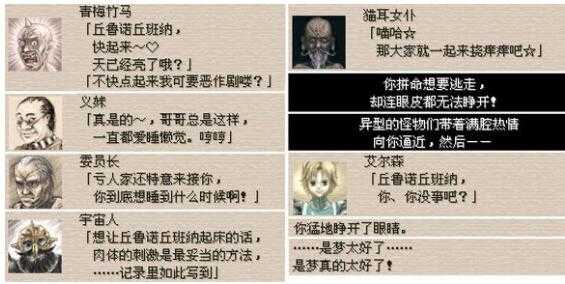 青梅竹马
「丘鲁诺丘班纳，
快起来～♡
天已经亮了哦？」
「不快点起来我可要恶作剧喽？」
义妹
「真是的～，哥哥总是这样，
一直都爱睡懒觉。哼哼」
委员长
「亏人家还特意来接你，
你到底想睡到什么时候啊！」
宇宙人
「想让丘鲁诺丘班纳起床的话，
肉体的刺激是最妥当的方法，
……记录里如此写到」
猫耳女仆
「喵哈☆
那大家就一起来挠痒痒吧☆」
你拼命想要逃走，
却连眼皮都无法睁开！
异型的怪物们带着满腔热情
向你逼近，然后——
艾尔森
「丘鲁诺丘班纳，
你、你没事吧？」
你猛地睁开了眼睛。
……是梦太好了……
是梦真的太好了！